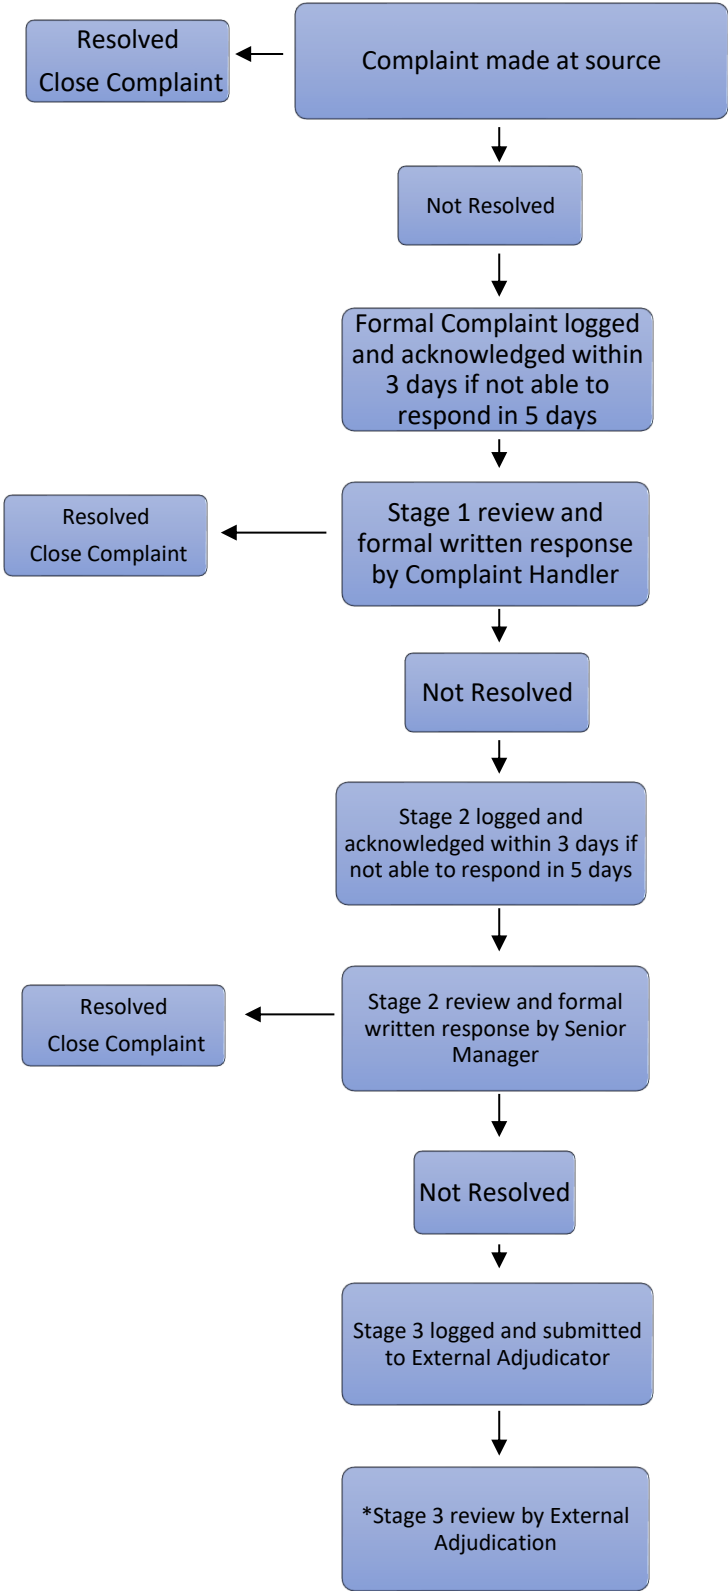 Resolved
Close Complaint
Complaint made at source
Not Resolved
Formal Complaint logged
and acknowledged within
3 days if not able to
respond in 5 days
Resolved
Close Complaint
Stage 1 review and
formal written response
by Complaint Handler
Not Resolved
Stage 2 logged and
acknowledged within 3 days if
not able to respond in 5 days
Resolved
Close Complaint
Stage 2 review and formal
written response by Senior
Manager
Not Resolved
Stage 3 logged and submitted
to External Adjudicator
*Stage 3 review by External
Adjudication